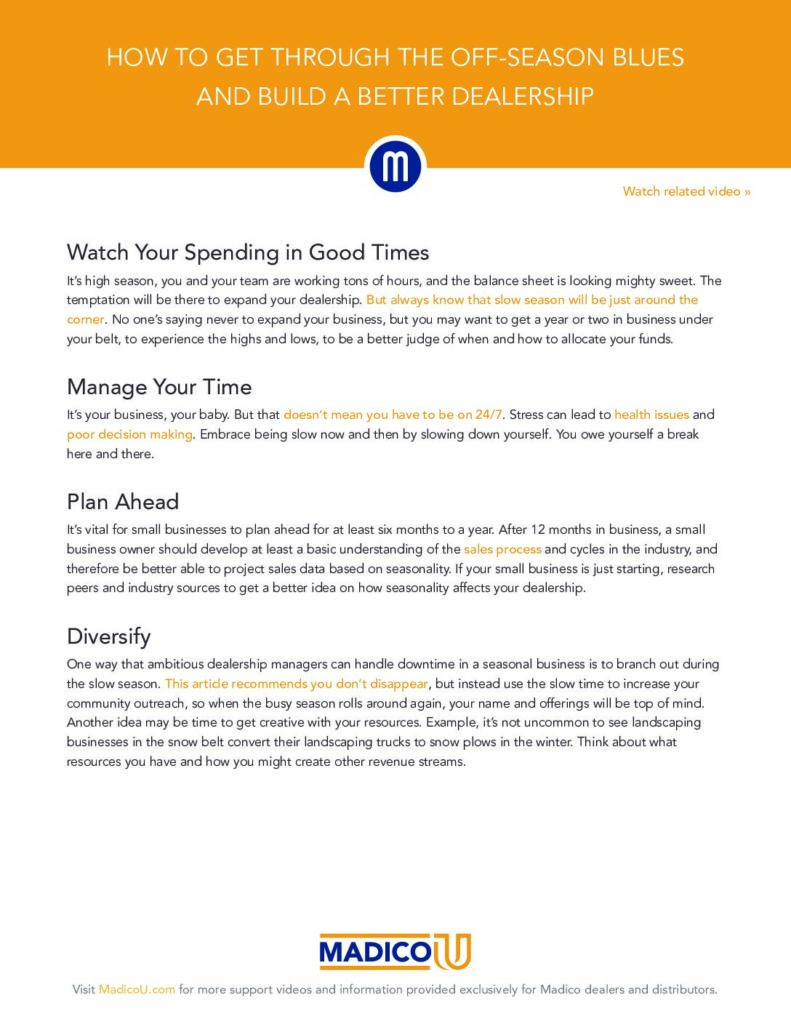 HOW TO GET THROUGH THE OFF-SEASON BLUES
AND BUILD A BETTER DEALERSHIP
m
Watch related video »
Watch Your Spending in Good Times
It's high season, you and your team are working tons of hours, and the balance sheet is looking mighty sweet. The
temptation will be there to expand your dealership. But always know that slow season will be just around the
corner. No one's saying never to expand your business, but you may want to get a year or two in business under
your belt, to experience the highs and lows, to be a better judge of when and how to allocate your funds.
Manage Your Time
It's your business, your baby. But that doesn't mean you have to be on 24/7. Stress can lead to health issues and
poor decision making. Embrace being slow now and then by slowing down yourself. You owe yourself a break
here and there.
Plan Ahead
It's vital for small businesses to plan ahead for at least six months to a year. After 12 months in business, a small
business owner should develop at least a basic understanding of the sales process and cycles in the industry, and
therefore be better able to project sales data based on seasonality. If your small business is just starting, research
peers and industry sources to get a better idea on how seasonality affects your dealership.
Diversify
One way that ambitious dealership managers can handle downtime in a seasonal business is to branch out during
the slow season. This article recommends you don't disappear, but instead use the slow time to increase your
community outreach, so when the busy season rolls around again, your name and offerings will be top of mind.
Another idea may be time to get creative with your resources. Example, it's not uncommon to see landscaping
businesses in the snow belt convert their landscaping trucks to snow plows in the winter. Think about what
resources you have and how you might create other revenue streams.
MADICO U
Visit MadicoU.com for more support videos and information provided exclusively for Madico dealers and distributors.